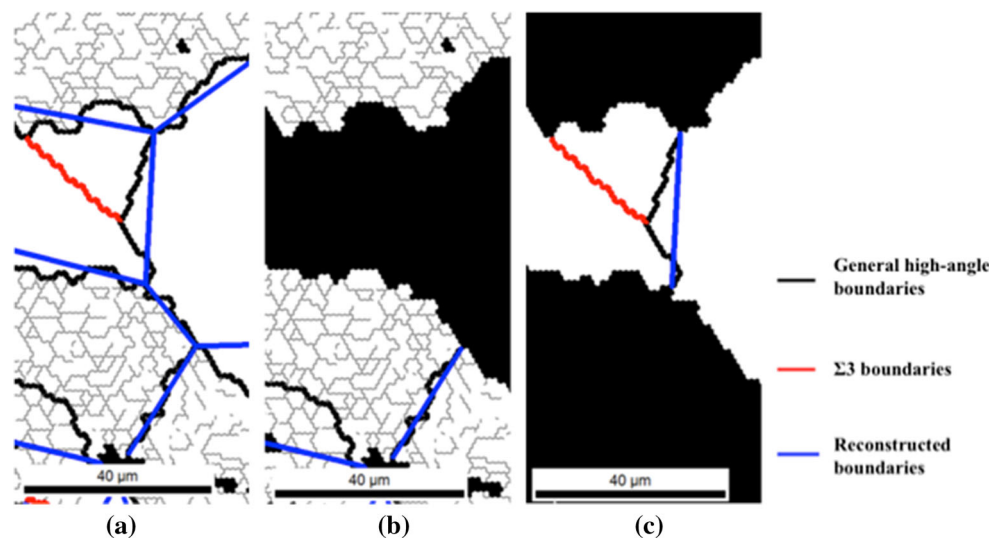 General high-angle
boundaries
Σ3 boundaries
Reconstructed
boundaries
40 µm
40 µm
40 µm
(a)
(b)
(c)